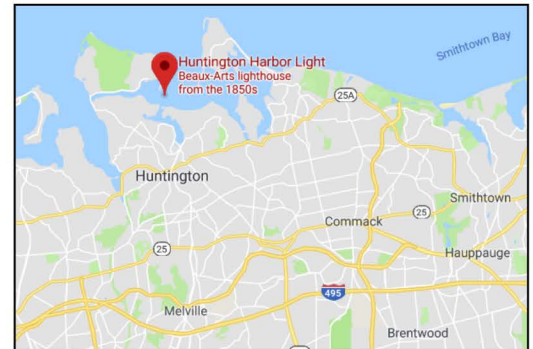 Smithtown Bay
Huntington Harbor Light
Beaux-Arts lighthouse
from the 1850s
25A
Huntington
Smithtown
Commack
25
25
Hauppauge
495
Melville
Brentwood